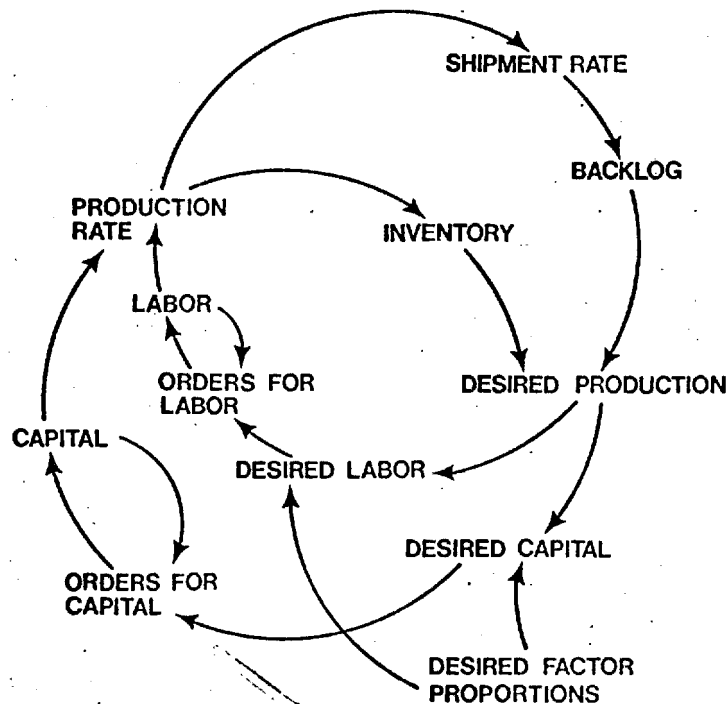 SHIPMENT RATE
BACKLOG
PRODUCTION
RATE
INVENTORY
LABOR
ORDERS FOR
LABOR
DESIRED PRODUCTION
CAPITAL
DESIRED LABOR
DESIRED CAPITAL
ORDERS FOR
CAPITAL
DESIRED FACTOR
PROPORTIONS